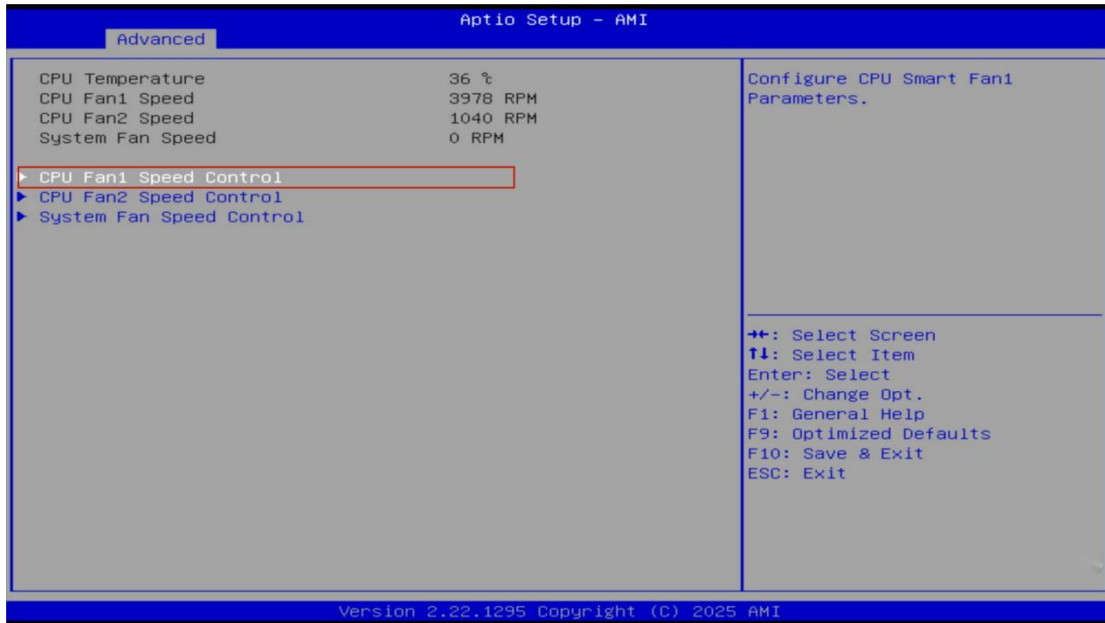 Aptio Setup – AMI
Advanced
CPU Temperature 36 ℃
CPU Fan1 Speed 3978 RPM
CPU Fan2 Speed 1040 RPM
System Fan Speed 0 RPM
▶ CPU Fan1 Speed Control
▶ CPU Fan2 Speed Control
▶ System Fan Speed Control
Configure CPU Smart Fan1
Parameters.
→←: Select Screen
↑↓: Select Item
Enter: Select
+/-: Change Opt.
F1: General Help
F9: Optimized Defaults
F10: Save & Exit
ESC: Exit
Version 2.22.1295 Copyright (C) 2025 AMI